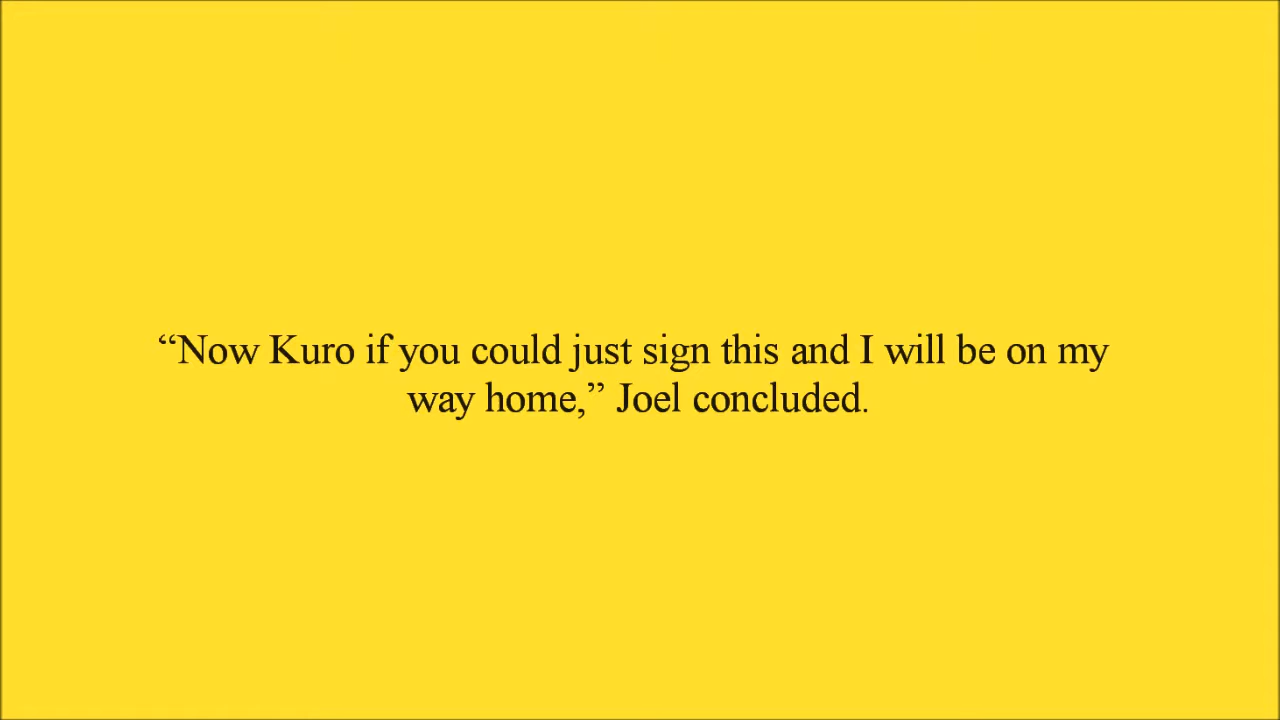 “Now Kuro if you could just sign this and I will be on my
way home,” Joel concluded.